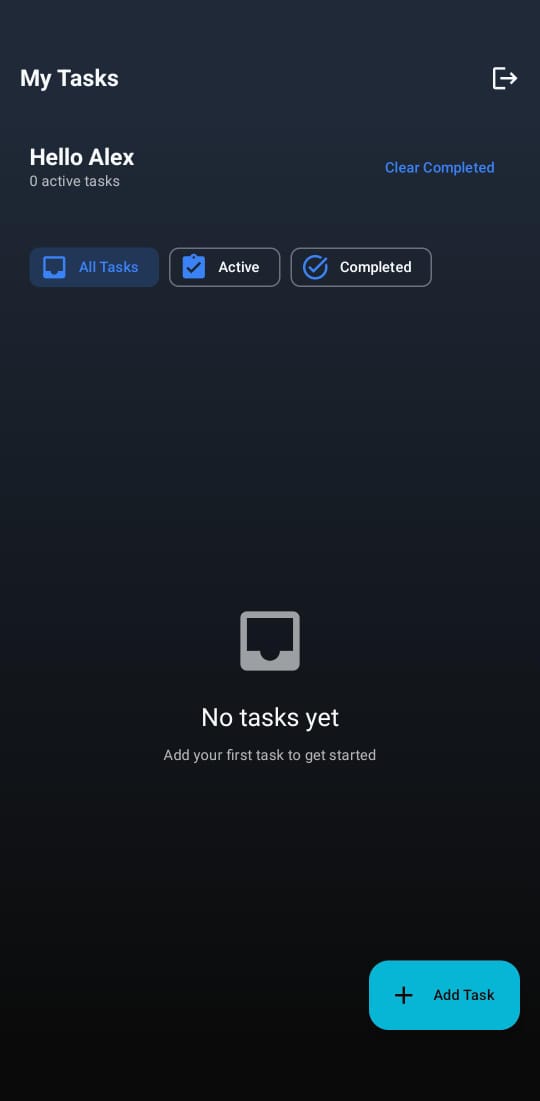 My Tasks
Hello Alex
0 active tasks
Clear Completed
All Tasks
Active
Completed
No tasks yet
Add your first task to get started
Add Task